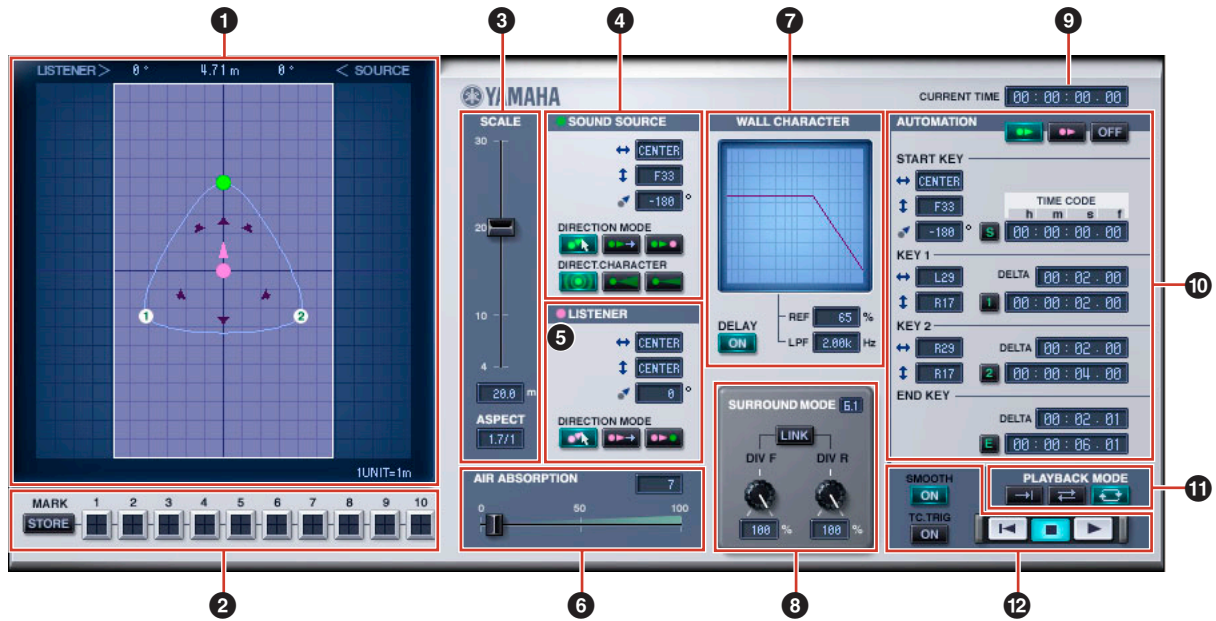 1
3
4
7
9
LISTENER> 0 ° 4.71 m 0 ° < SOURCE
YAMAHA
CURRENT TIME 00 : 00 : 00 . 00
SCALE
30
20
10
4
20.0 m
ASPECT
1.7/1
SOUND SOURCE
CENTER
F33
-180 °
DIRECTION MODE
DIRECT.CHARACTER
5
LISTENER
CENTER
CENTER
0 °
DIRECTION MODE
WALL CHARACTER
REF 65 %
DELAY
ON
LPF 2.00k Hz
AUTOMATION
OFF
START KEY
CENTER
F33
-180 °
TIME CODE
h m s f
S 00 : 00 : 00 . 00
KEY 1
L29
DELTA 00 : 02 . 00
R17
1 00 : 00 : 02 . 00
KEY 2
R29
DELTA 00 : 02 . 00
R17
2 00 : 00 : 04 . 00
END KEY
DELTA 00 : 02 . 01
E 00 : 00 : 06 . 01
10
1
2
1UNIT=1m
SURROUND MODE 5.1
LINK
DIV F DIV R
100 % 100 %
AIR ABSORPTION 7
0 50 100
MARK 1 2 3 4 5 6 7 8 9 10
STORE
SMOOTH
ON
TC.TRIG
ON
PLAYBACK MODE
11
2
6
8
12